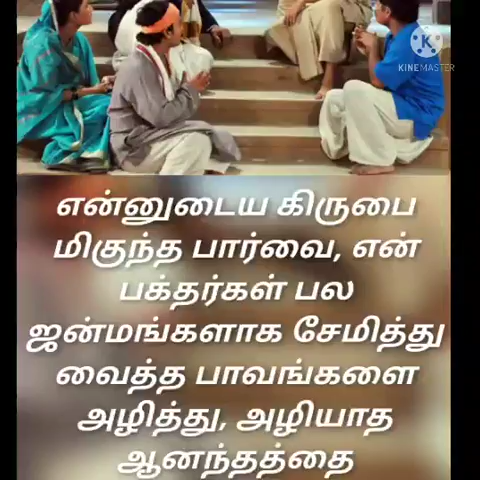 KINEMASTER
என்னுடைய கிருபை
மிகுந்த பார்வை, என்
பக்தர்கள் பல
ஜன்மங்களாக சேமித்து
வைத்த பாவங்களை
அழித்து, அழியாத
ஆனந்தத்தை